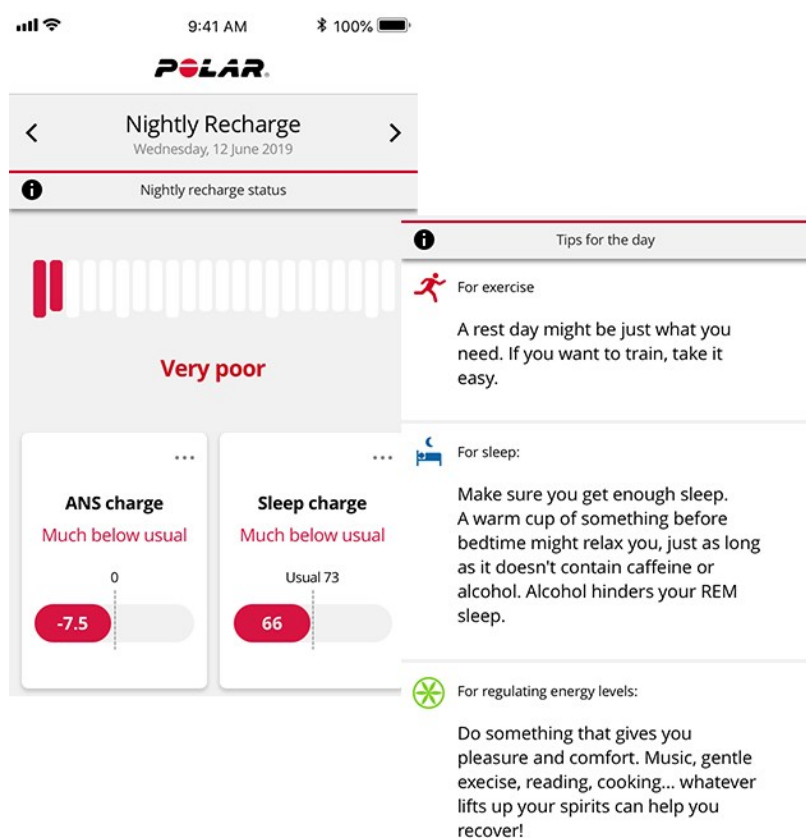 9:41 AM
100%
POLAR.
Nightly Recharge
Wednesday, 12 June 2019
Nightly recharge status
Very poor
ANS charge
Much below usual
0
-7.5
Sleep charge
Much below usual
Usual 73
66
Tips for the day
For exercise
A rest day might be just what you
need. If you want to train, take it
easy.
For sleep:
Make sure you get enough sleep.
A warm cup of something before
bedtime might relax you, just as long
as it doesn't contain caffeine or
alcohol. Alcohol hinders your REM
sleep.
For regulating energy levels:
Do something that gives you
pleasure and comfort. Music, gentle
execise, reading, cooking... whatever
lifts up your spirits can help you
recover!